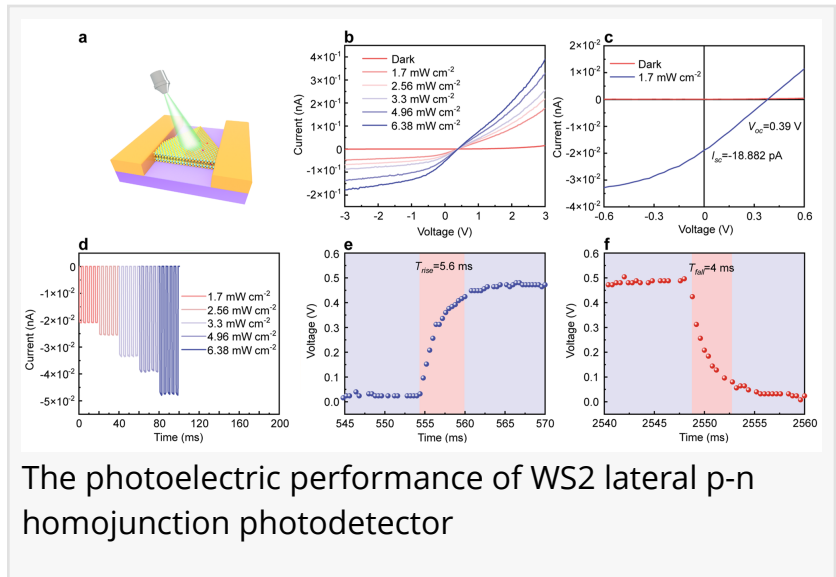 a
b
4×10⁻¹
3×10⁻¹
2×10⁻¹
1×10⁻¹
0
-1×10⁻¹
-2×10⁻¹
Current (nA)
Dark
1.7 mW cm⁻²
2.56 mW cm⁻²
3.3 mW cm⁻²
4.96 mW cm⁻²
6.38 mW cm⁻²
-3 -2 -1 0 1 2 3
Voltage (V)
c
2×10⁻²
1×10⁻²
0
-1×10⁻²
-2×10⁻²
-3×10⁻²
-4×10⁻²
Current (nA)
Dark
1.7 mW cm⁻²
Voc=0.39 V
Isc=-18.882 pA
-0.6 -0.3 0 0.3 0.6
Voltage (V)
d
0
-1×10⁻²
-2×10⁻²
-3×10⁻²
-4×10⁻²
-5×10⁻²
Current (nA)
1.7 mW cm⁻²
2.56 mW cm⁻²
3.3 mW cm⁻²
4.96 mW cm⁻²
6.38 mW cm⁻²
0 40 80 120 160 200
Time (ms)
e
0.6
0.5
0.4
0.3
0.2
0.1
0.0
Voltage (V)
Trise=5.6 ms
545 550 555 560 565 570
Time (ms)
f
0.6
0.5
0.4
0.3
0.2
0.1
0.0
Voltage (V)
Tfall=4 ms
2540 2545 2550 2555 2560
Time (ms)
The photoelectric performance of WS2 lateral p-n
homojunction photodetector